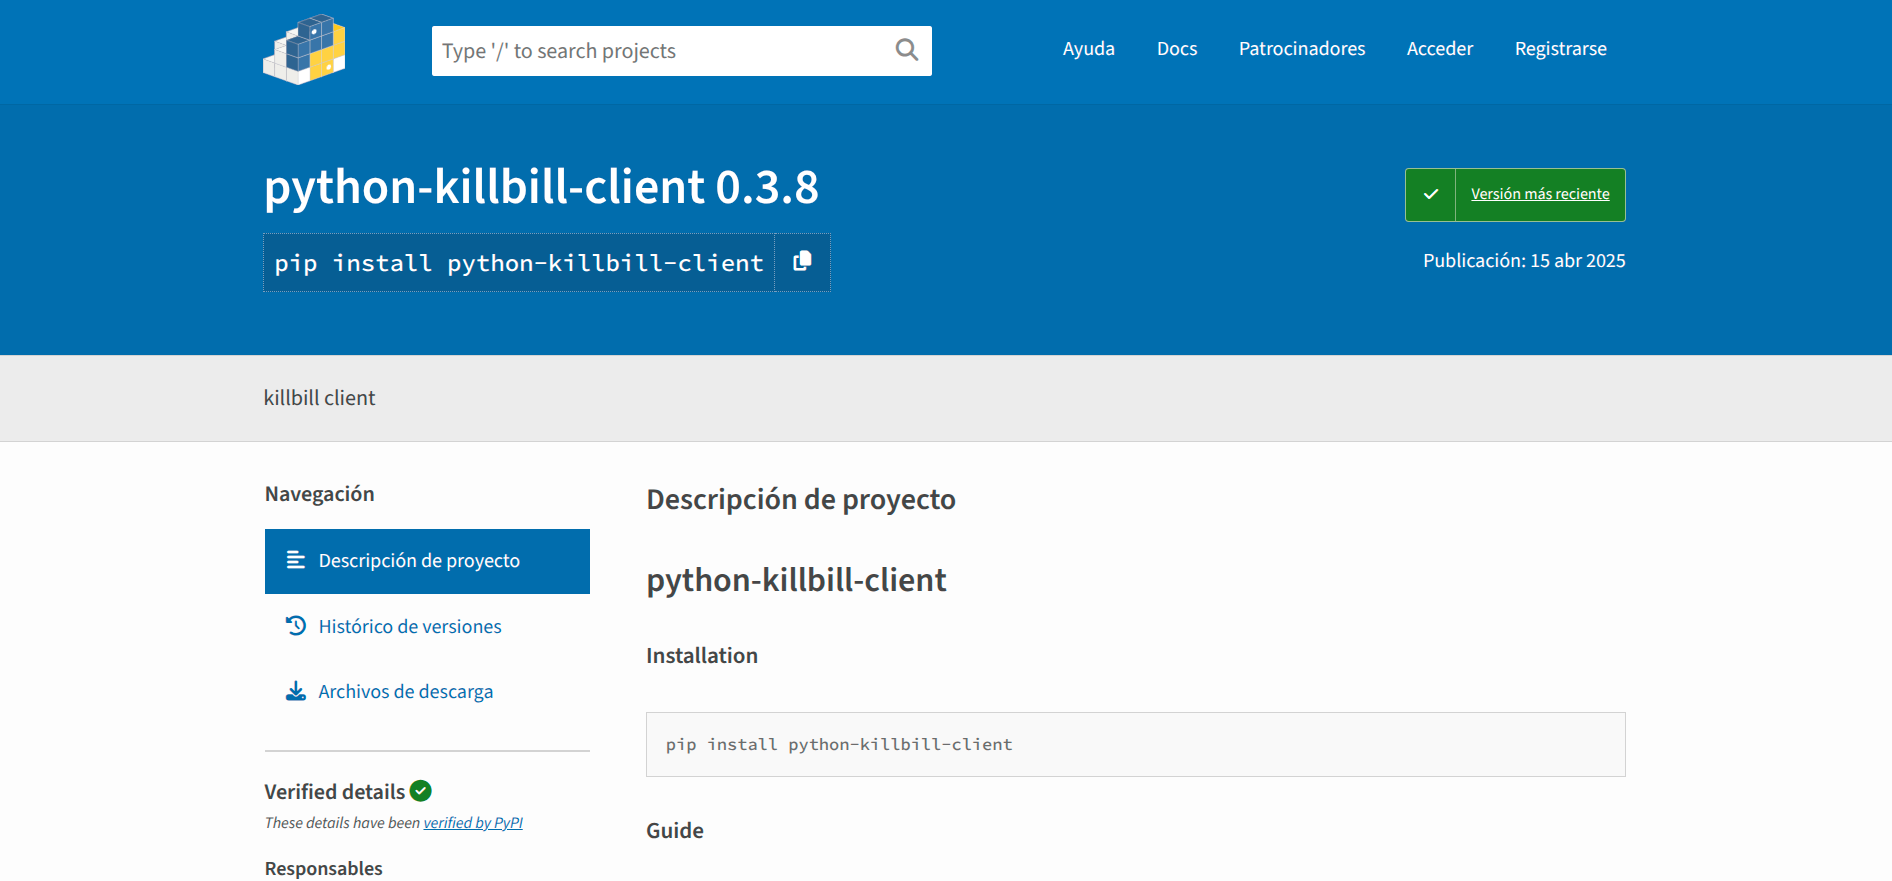 Type '/' to search projects
Ayuda
Docs
Patrocinadores
Acceder
Registrarse
python-killbill-client 0.3.8
pip install python-killbill-client
Versión más reciente
Publicación: 15 abr 2025
killbill client
Navegación
Descripción de proyecto
Histórico de versiones
Archivos de descarga
Verified details
These details have been verified by PyPI
Responsables
Descripción de proyecto
python-killbill-client
Installation
pip install python-killbill-client
Guide